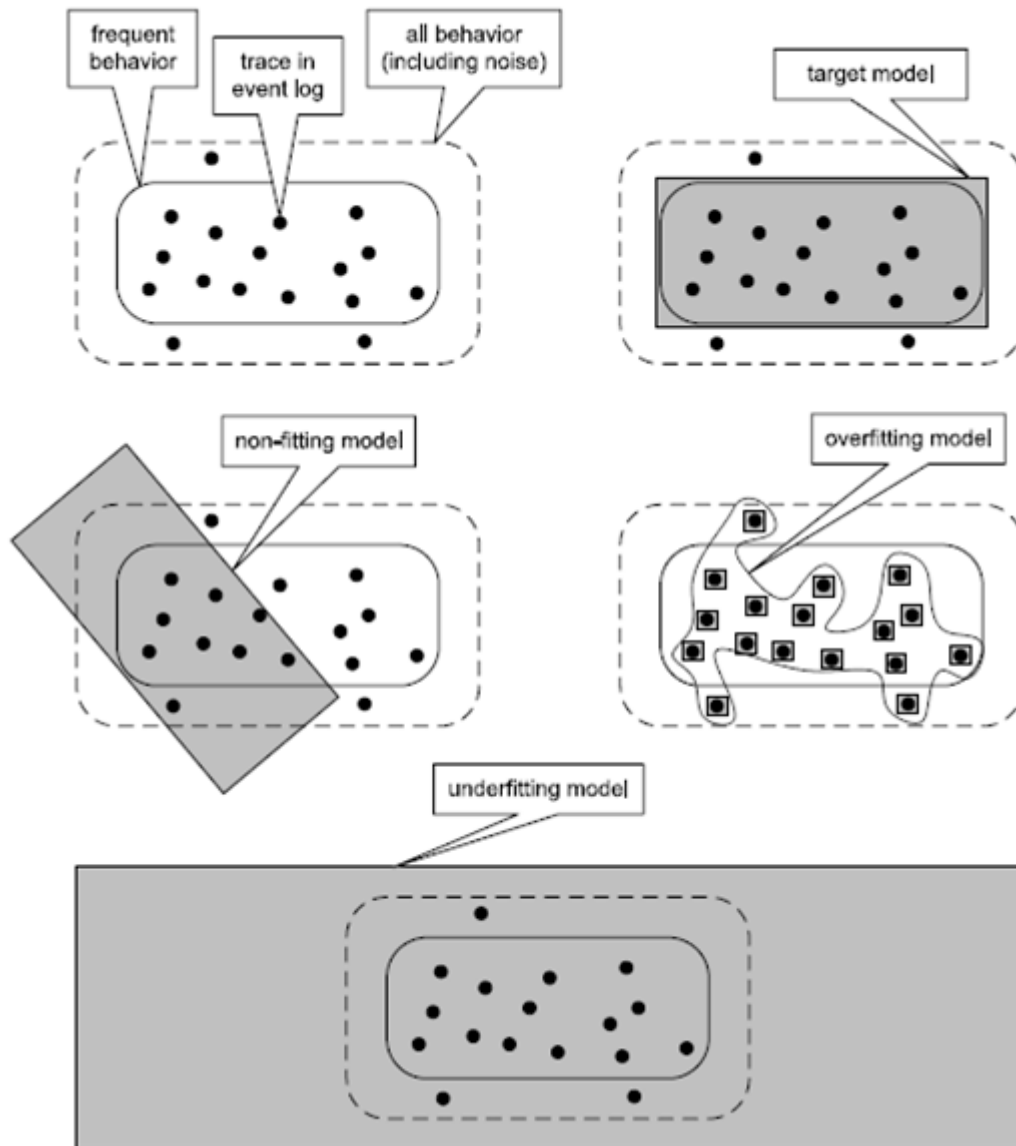 frequent
behavior
trace in
event log
all behavior
(including noise)
target model
non-fitting model
overfitting model
underfitting model